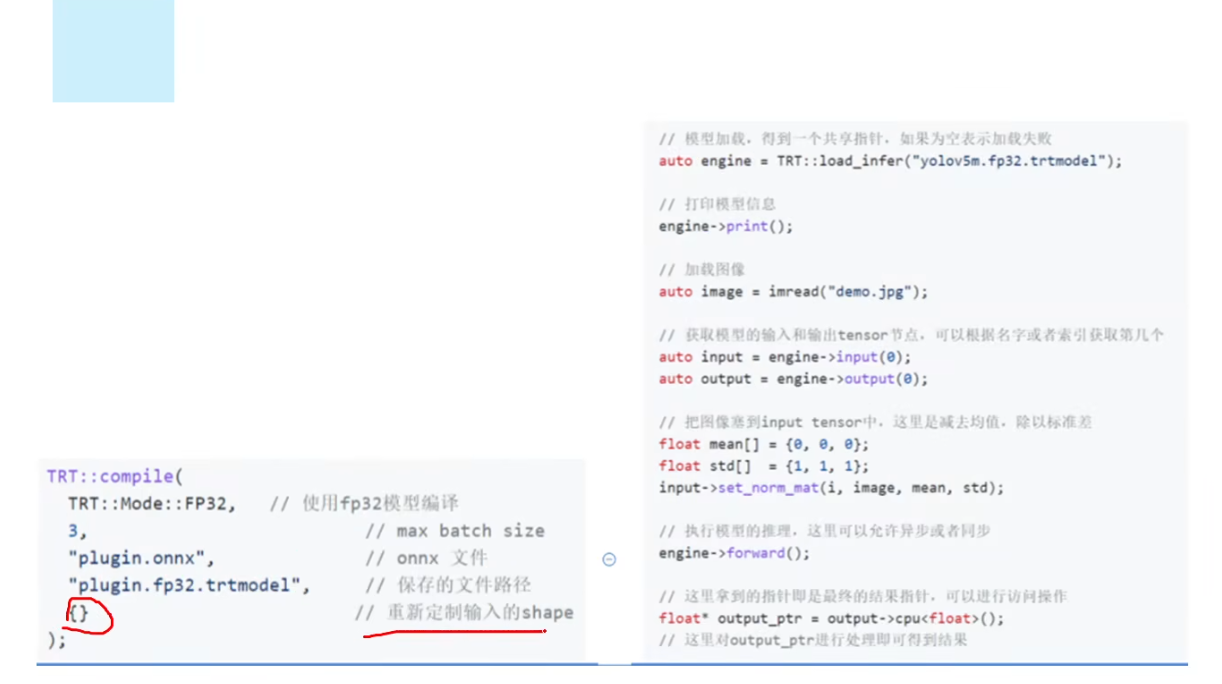 TRT::compile(
TRT::Mode::FP32, // 使用fp32模型编译
3, // max batch size
"plugin.onnx", // onnx 文件
"plugin.fp32.trtmodel", // 保存的文件路径
{} // 重新定制输入的shape
);
// 模型加载，得到一个共享指针，如果为空表示加载失败
auto engine = TRT::load_infer("yolov5m.fp32.trtmodel");
// 打印模型信息
engine->print();
// 加载图像
auto image = imread("demo.jpg");
// 获取模型的输入和输出tensor节点，可以根据名字或者索引获取第几个
auto input = engine->input(0);
auto output = engine->output(0);
// 把图像塞到input tensor中，这里是减去均值，除以标准差
float mean[] = {0, 0, 0};
float std[] = {1, 1, 1};
input->set_norm_mat(i, image, mean, std);
// 执行模型的推理，这里可以允许异步或者同步
engine->forward();
// 这里拿到的指针即是最终的结果指针，可以进行访问操作
float* output_ptr = output->cpu<float>();
// 这里对output_ptr进行处理即可得到结果